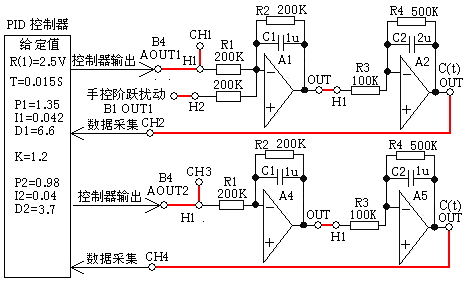 PID 控制器
给定值
R(1)=2.5V
T=0.015S
P1=1.35
I1=0.042
D1=6.6
K=1.2
P2=0.98
I2=0.04
D2=3.7
控制器输出
B4
AOUT1
CH1
H1
R1
200K
R2
200K
C1
1u
A1
OUT
H1
R3
100K
R4 500K
C2
2u
A2
C(t)
OUT
手控阶跃扰动
B1 OUT1
H2
200K
数据采集 CH2
控制器输出
B4
AOUT2
CH3
H1
R1
200K
R2
200K
C1
1u
A4
OUT
H1
R3
100K
R4 500K
C2
1u
A5
C(t)
OUT
数据采集
CH4